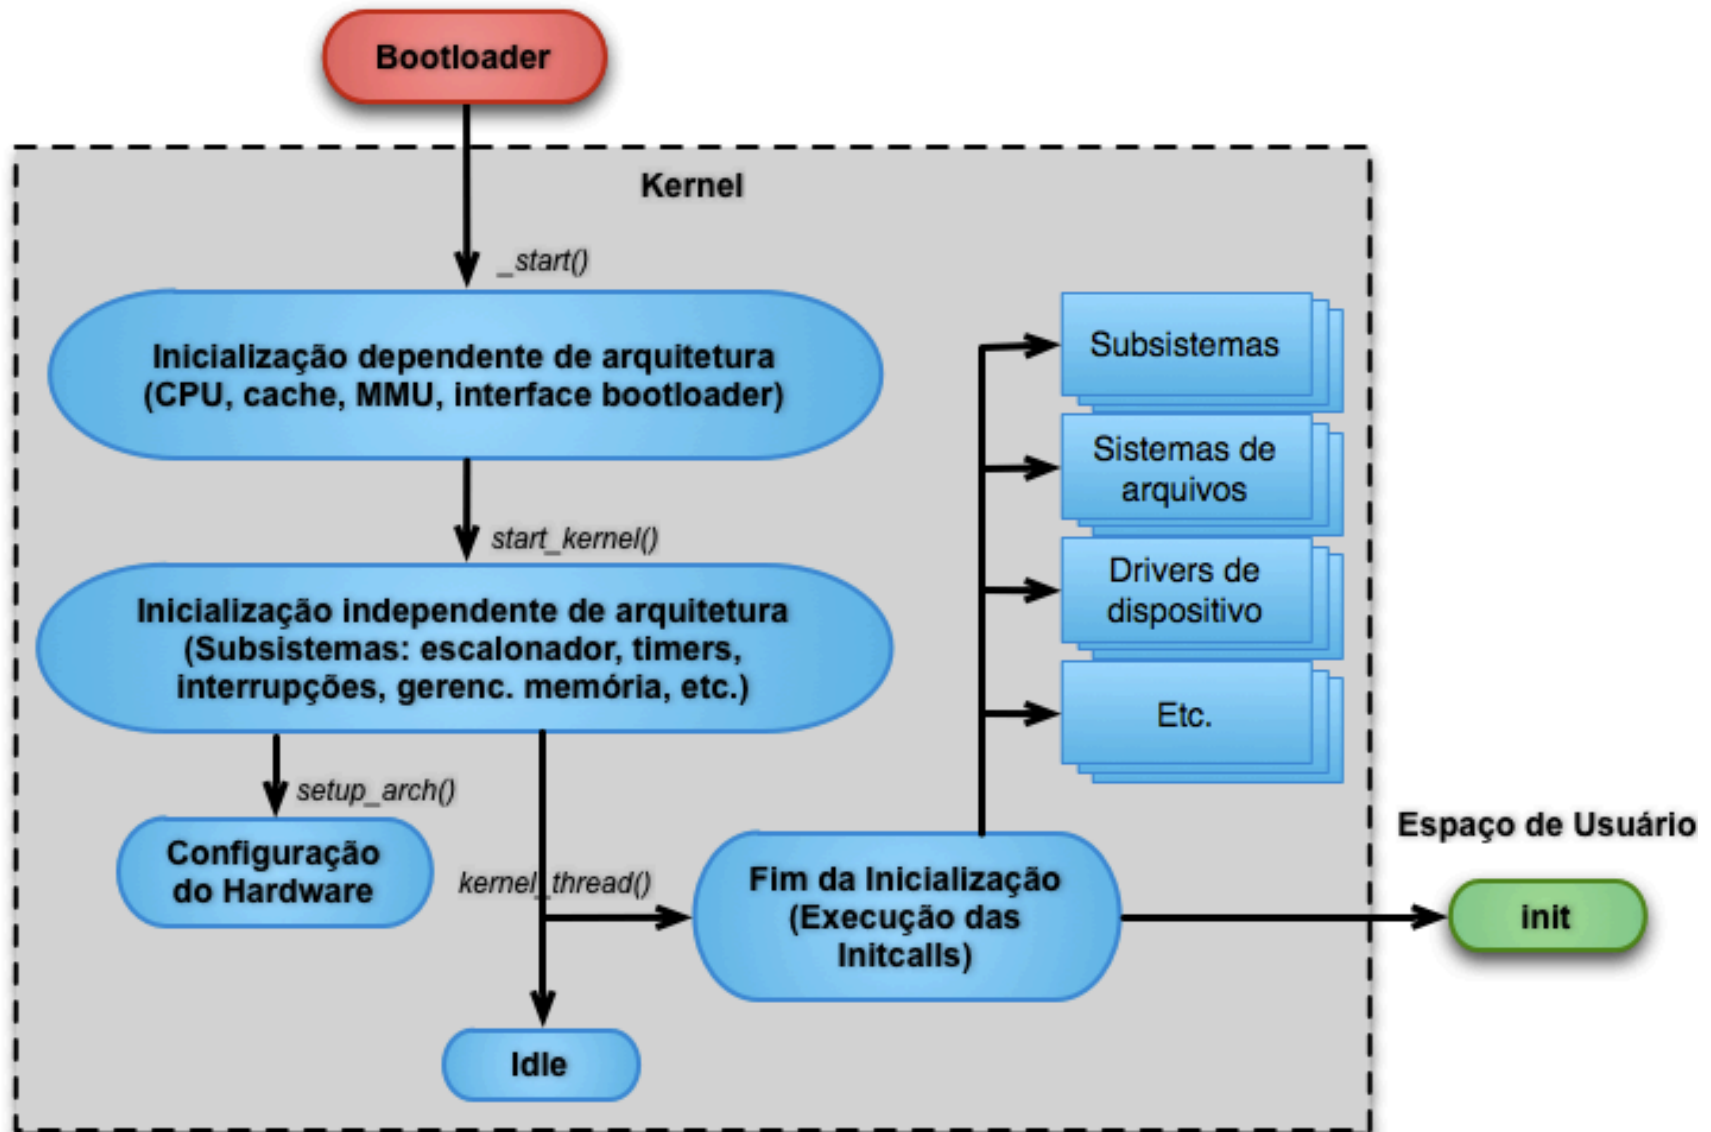 Bootloader
Kernel
_start()
Inicialização dependente de arquitetura
(CPU, cache, MMU, interface bootloader)
start_kernel()
Inicialização independente de arquitetura
(Subsistemas: escalonador, timers,
interrupções, gerenc. memória, etc.)
setup_arch()
Configuração
do Hardware
kernel_thread()
Idle
Fim da Inicialização
(Execução das
Initcalls)
Subsistemas
Sistemas de
arquivos
Drivers de
dispositivo
Etc.
Espaço de Usuário
init